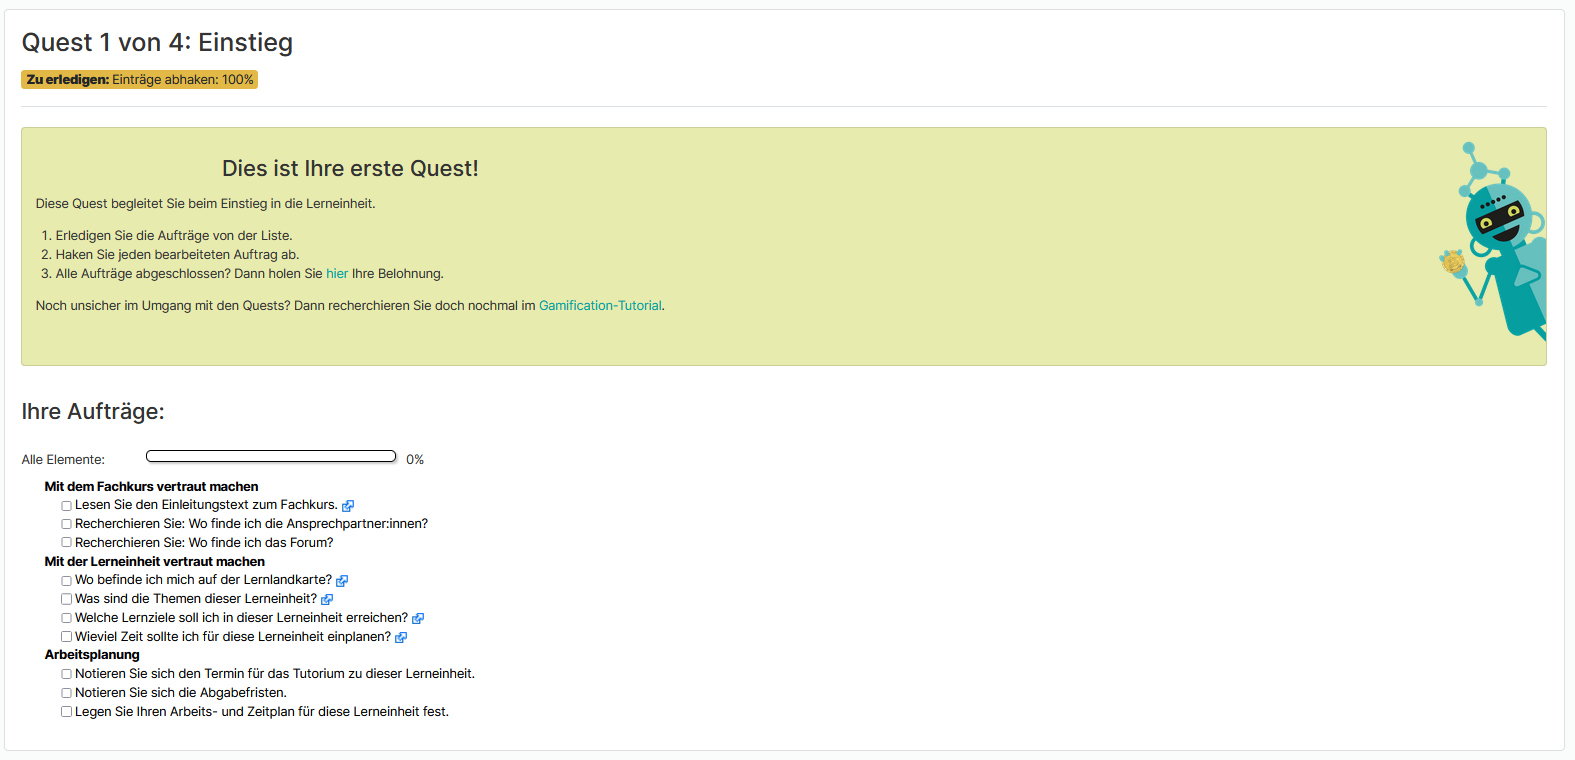 Quest 1 von 4: Einstieg
Zu erledigen: Einträge abhaken: 100%
Dies ist Ihre erste Quest!
Diese Quest begleitet Sie beim Einstieg in die Lerneinheit.
1. Erledigen Sie die Aufträge von der Liste.
2. Haken Sie jeden bearbeiteten Auftrag ab.
3. Alle Aufträge abgeschlossen? Dann holen Sie hier Ihre Belohnung.
Noch unsicher im Umgang mit den Quests? Dann recherchieren Sie doch nochmal im Gamification-Tutorial.
Ihre Aufträge:
Alle Elemente: 0%
Mit dem Fachkurs vertraut machen
Lesen Sie den Einleitungstext zum Fachkurs.
Recherchieren Sie: Wo finde ich die Ansprechpartner:innen?
Recherchieren Sie: Wo finde ich das Forum?
Mit der Lerneinheit vertraut machen
Wo befinde ich mich auf der Lernlandkarte?
Was sind die Themen dieser Lerneinheit?
Welche Lernziele soll ich in dieser Lerneinheit erreichen?
Wieviel Zeit sollte ich für diese Lerneinheit einplanen?
Arbeitsplanung
Notieren Sie sich den Termin für das Tutorium zu dieser Lerneinheit.
Notieren Sie sich die Abgabefristen.
Legen Sie Ihren Arbeits- und Zeitplan für diese Lerneinheit fest.